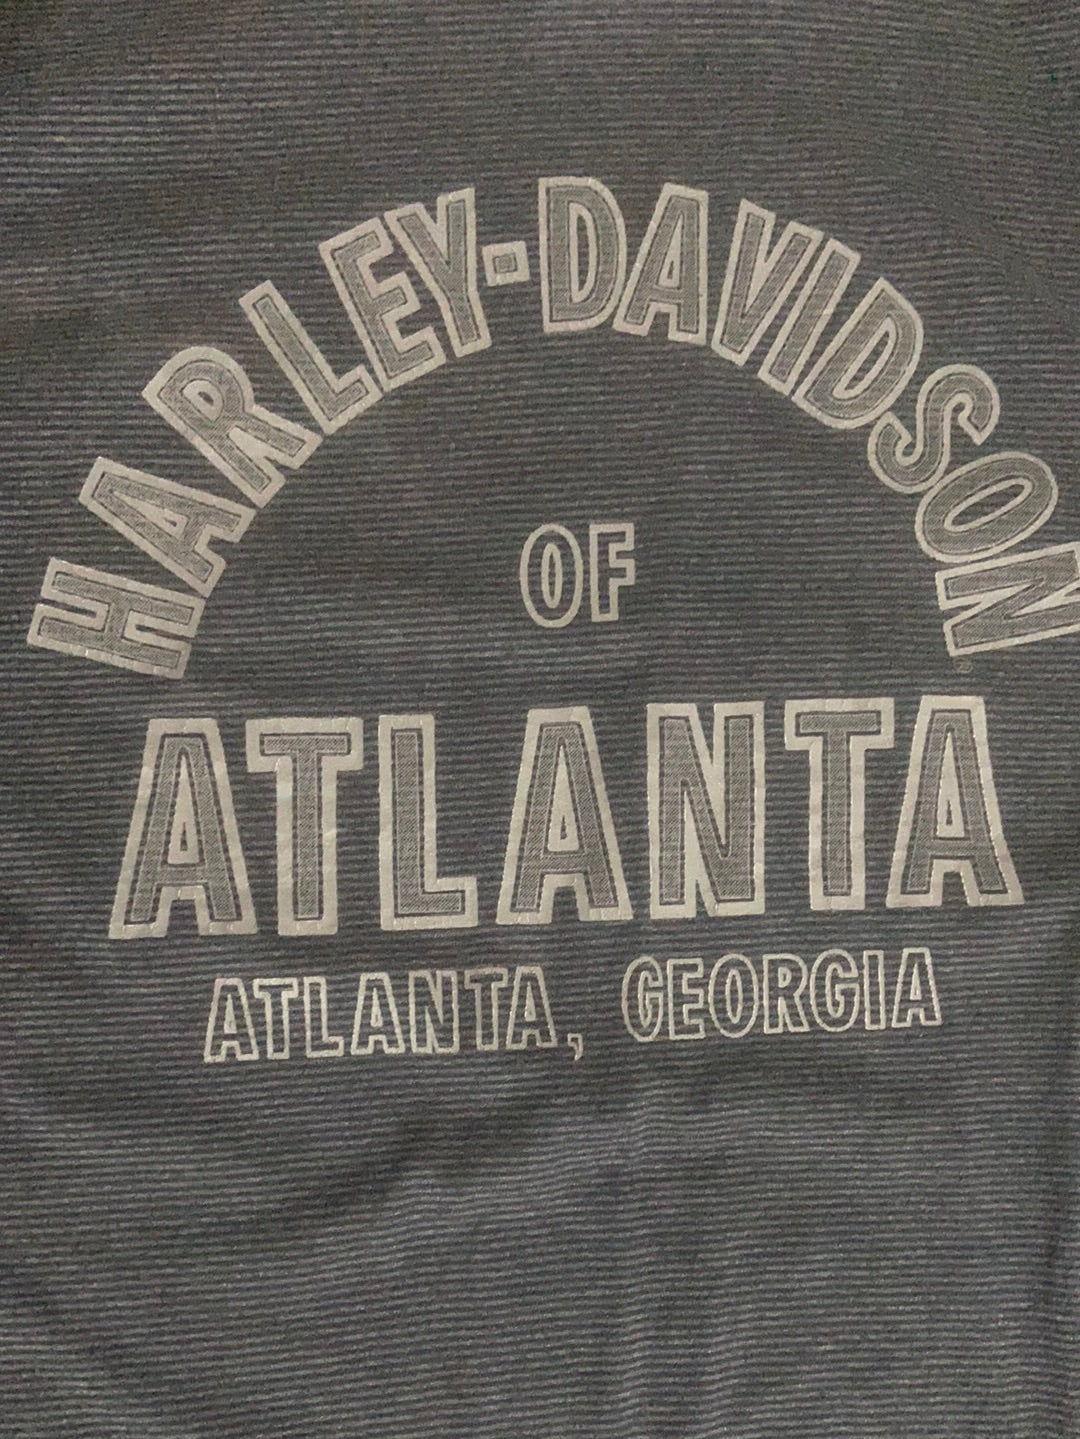 HARLEY-DAVIDSON®
OF
ATLANTA
ATLANTA, GEORGIA